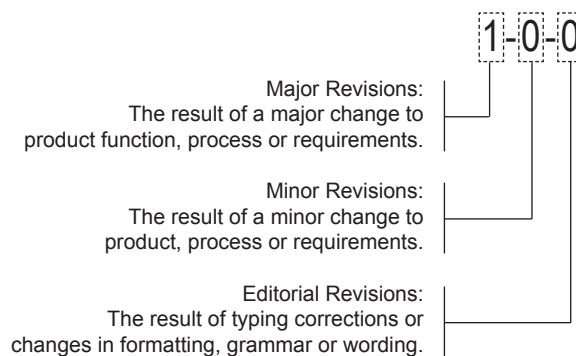 1-0-0
Major Revisions:
The result of a major change to
product function, process or requirements.
Minor Revisions:
The result of a minor change to
product, process or requirements.
Editorial Revisions:
The result of typing corrections or
changes in formatting, grammar or wording.